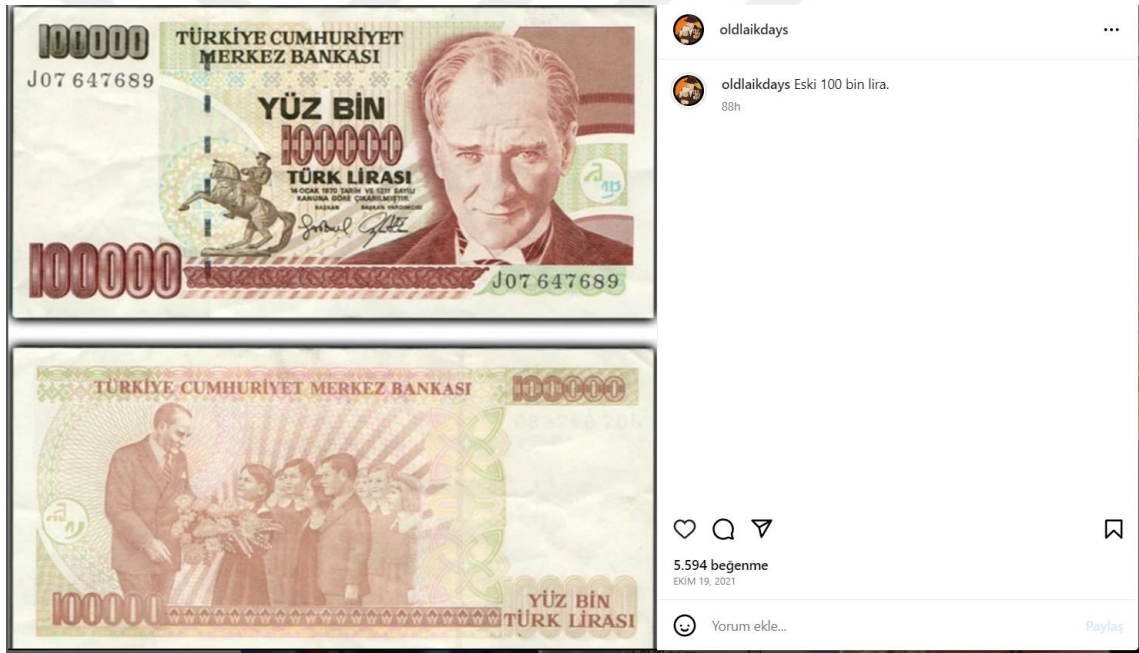 100000
TÜRKİYE CUMHURİYET
MERKEZ BANKASI
J07 647689
YÜZ BİN
100000
TÜRK LİRASI
14 OCAK 1970 TARİH VE 1211 SAYILI
KANUNA GÖRE ÇIKARILMIŞTIR.
BAŞKAN BAŞKAN YARDIMCISI
100000
J07 647689
TÜRKİYE CUMHURİYET MERKEZ BANKASI
100000
100000
YÜZ BİN
TÜRK LİRASI
oldlaikdays
oldlaikdays Eski 100 bin lira.
88h
5.594 beğenme
EKİM 19, 2021
Yorum ekle...
Paylaş